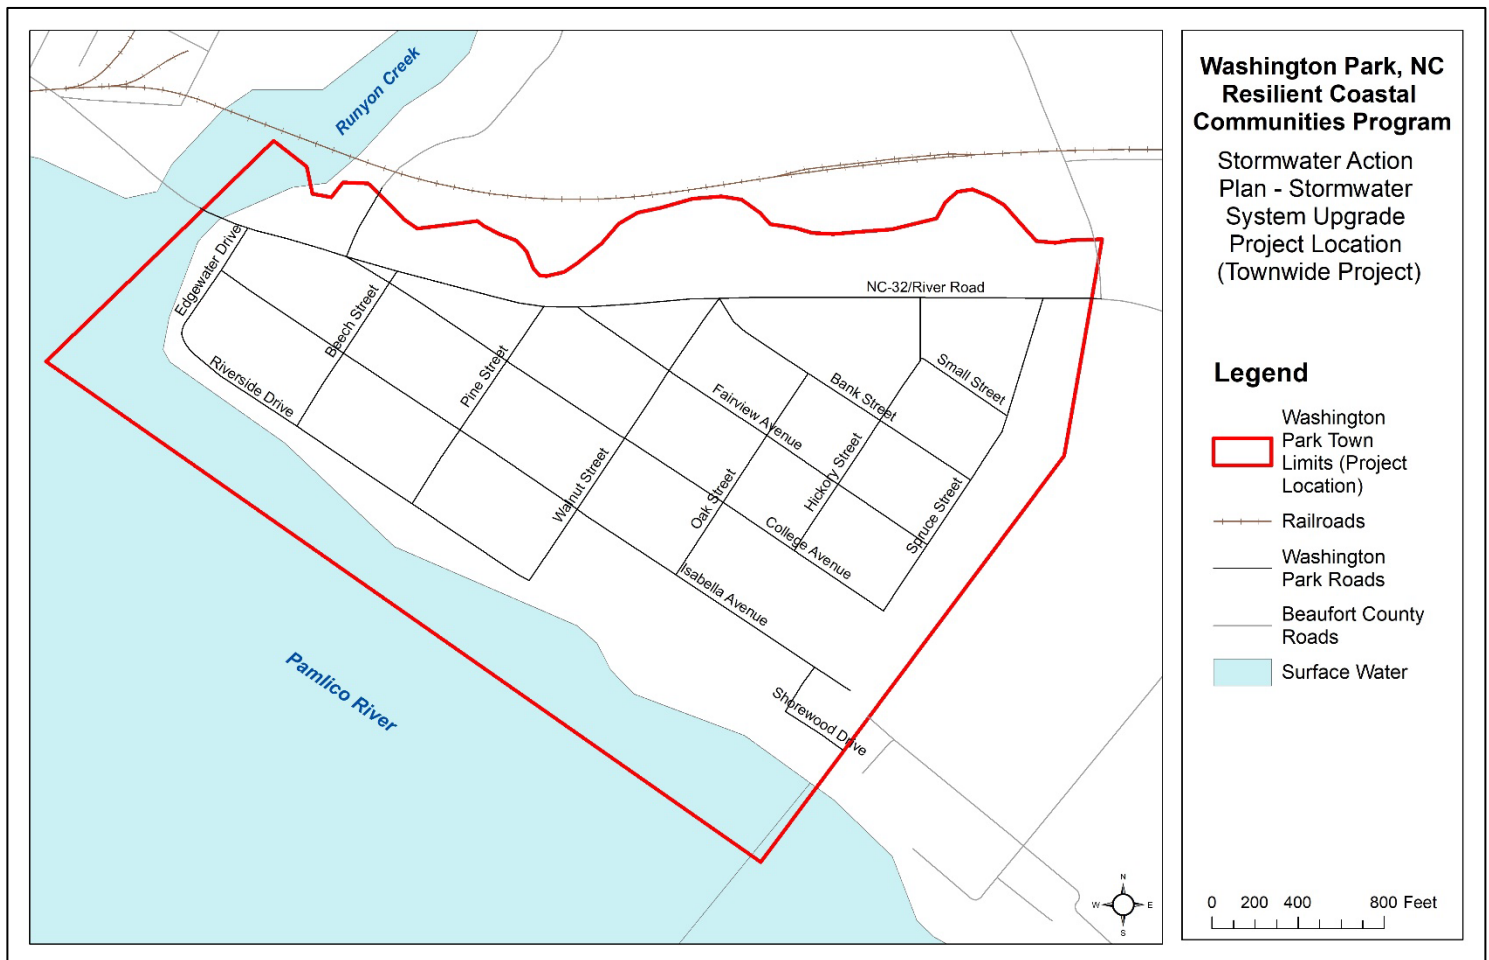 Runyon Creek
Edgewater Drive
Beech Street
Riverside Drive
Pine Street
NC-32/River Road
Small Street
Bank Street
Fairview Avenue
Hickory Street
Walnut Street
Oak Street
Spruce Street
College Avenue
Isabella Avenue
Shorewood Drive
Pamlico River
N
W
E
S
Washington Park, NC
Resilient Coastal
Communities Program
Stormwater Action
Plan - Stormwater
System Upgrade
Project Location
(Townwide Project)
Legend
Washington
Park Town
Limits (Project
Location)
Railroads
Washington
Park Roads
Beaufort County
Roads
Surface Water
0 200 400 800 Feet